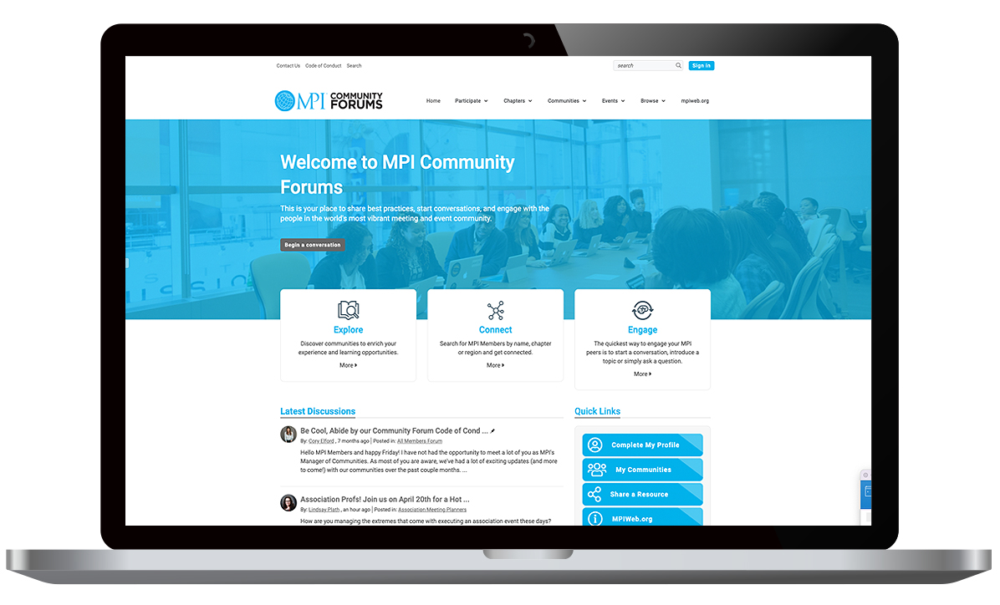 Contact Us Code of Conduct Search
search
Sign In
MPI COMMUNITY FORUMS
Home Participate Chapters Communities Events Browse mpiweb.org
Welcome to MPI Community
Forums
This is your place to share best practices, start conversations, and engage with the
people in the world's most vibrant meeting and event community.
Begin a conversation
Explore
Discover communities to enrich your
experience and learning opportunities.
More
Connect
Search for MPI Members by name, chapter
or region and get connected.
More
Engage
The quickest way to engage your MPI
peers is to start a conversation, introduce a
topic or simply ask a question.
More
Latest Discussions
Be Cool, Abide by our Community Forum Code of Cond ...
By: Cory Elford , 7 months ago | Posted in: All Members Forum
Hello MPI Members and happy Friday! I have not had the opportunity to meet a lot of you as MPI's
Manager of Communities. As most of you are aware, we've had a lot of exciting updates (and more
to come!) with our communities over the past couple months. ...
Association Profs! Join us on April 20th for a Hot ...
By: Lindsay Plath , an hour ago | Posted in: Association Meeting Planners
How are you managing the extremes that come with executing an association event these days?
Quick Links
Complete My Profile
My Communities
Share a Resource
MPIWeb.org